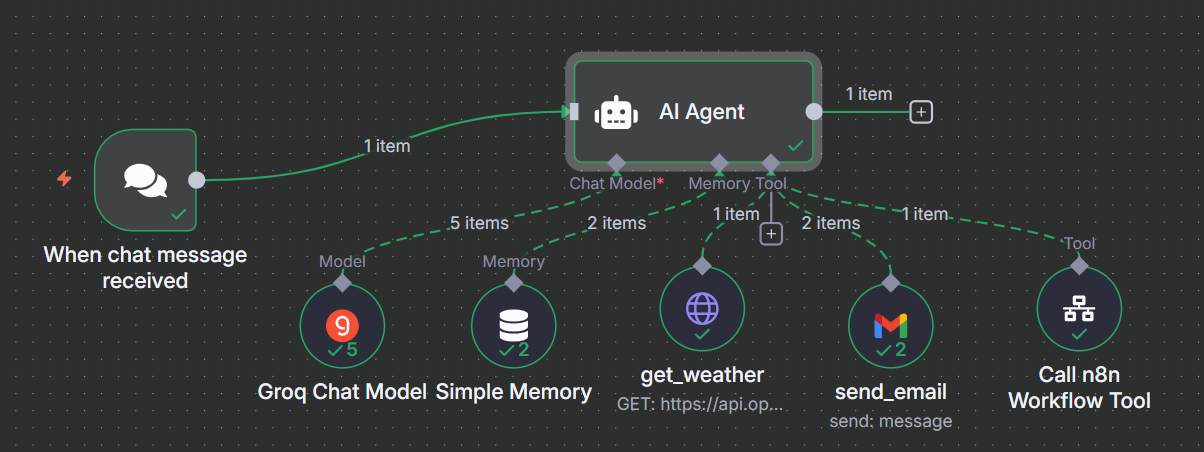 1 item
AI Agent
1 item
When chat message
received
Chat Model*
Memory
Tool
5 items
2 items
1 item
2 items
1 item
Model
Memory
Tool
5
2
2
Groq Chat Model
Simple Memory
get_weather
GET: https://api.op...
send_email
send: message
Call n8n
Workflow Tool